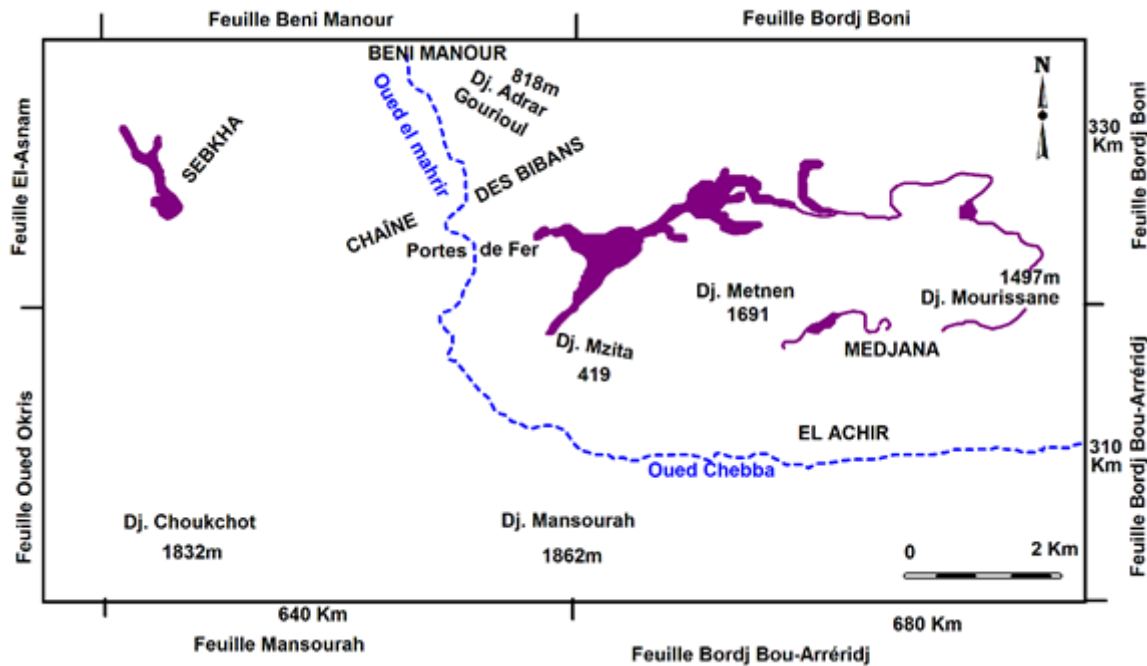 Feuille Beni Manour
Feuille Bordj Boni
BENI MANOUR
818m
Dj. Adrar
Gourioul
N
Feuille El-Asnam
SEBKHA
Oued el mahrir
CHAÎNE
DES BIBANS
330
Km
Feuille Bordj Boni
Portes de Fer
Dj. Metnen
1691
1497m
Dj. Mourissane
Dj. Mzita
419
MEDJANA
EL ACHIR
310
Km
Oued Chebba
Feuille Oued Okris
Feuille Bordj Bou-Arréridj
Dj. Choukchot
1832m
Dj. Mansourah
1862m
0
2 Km
640 Km
680 Km
Feuille Mansourah
Feuille Bordj Bou-Arréridj